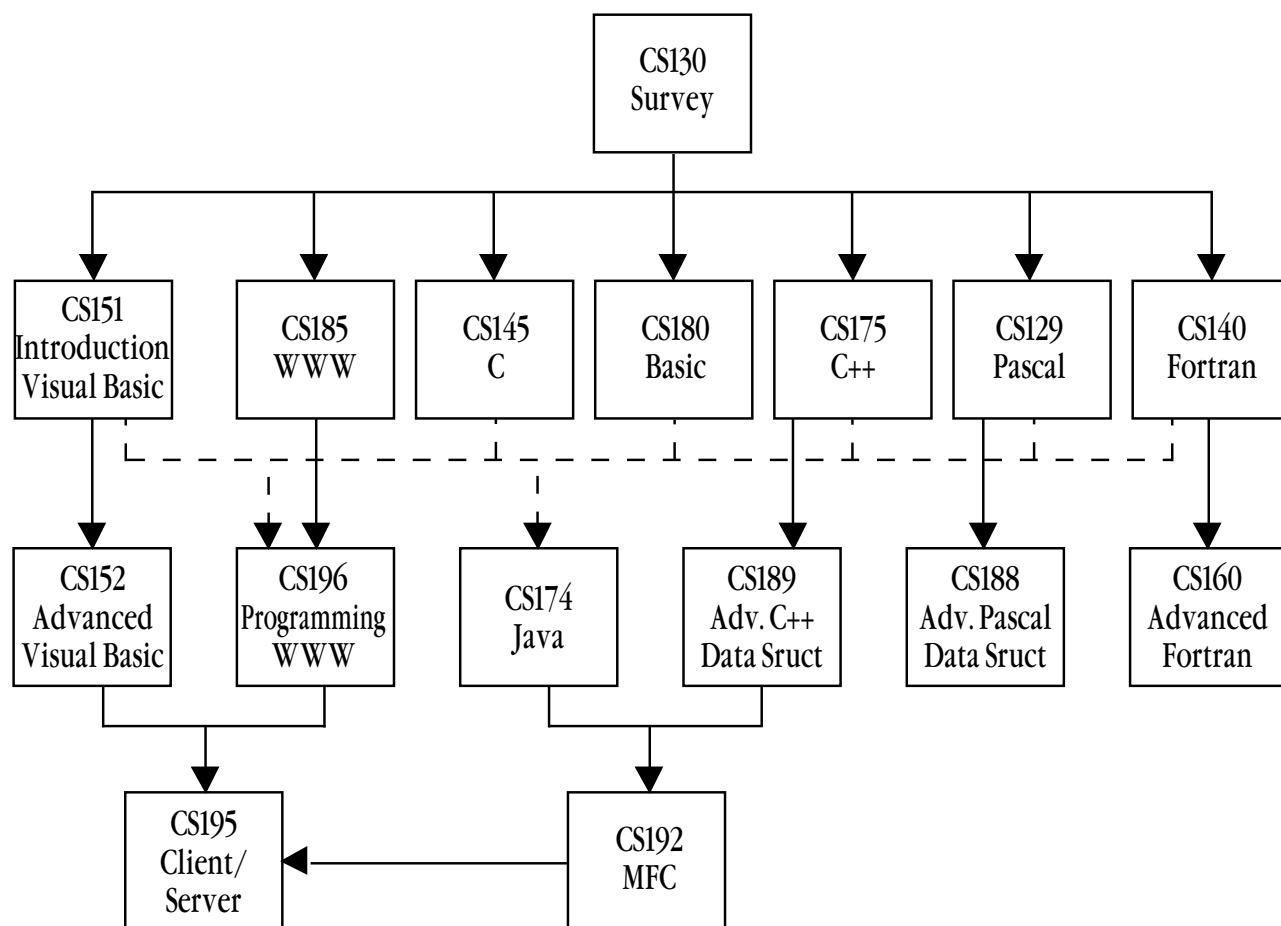 CS130
Survey
CS151
Introduction
Visual Basic
CS185
WWW
CS145
C
CS180
Basic
CS175
C++
CS129
Pascal
CS140
Fortran
CS152
Advanced
Visual Basic
CS196
Programming
WWW
CS174
Java
CS189
Adv. C++
Data Sruct
CS188
Adv. Pascal
Data Sruct
CS160
Advanced
Fortran
CS195
Client/
Server
CS192
MFC